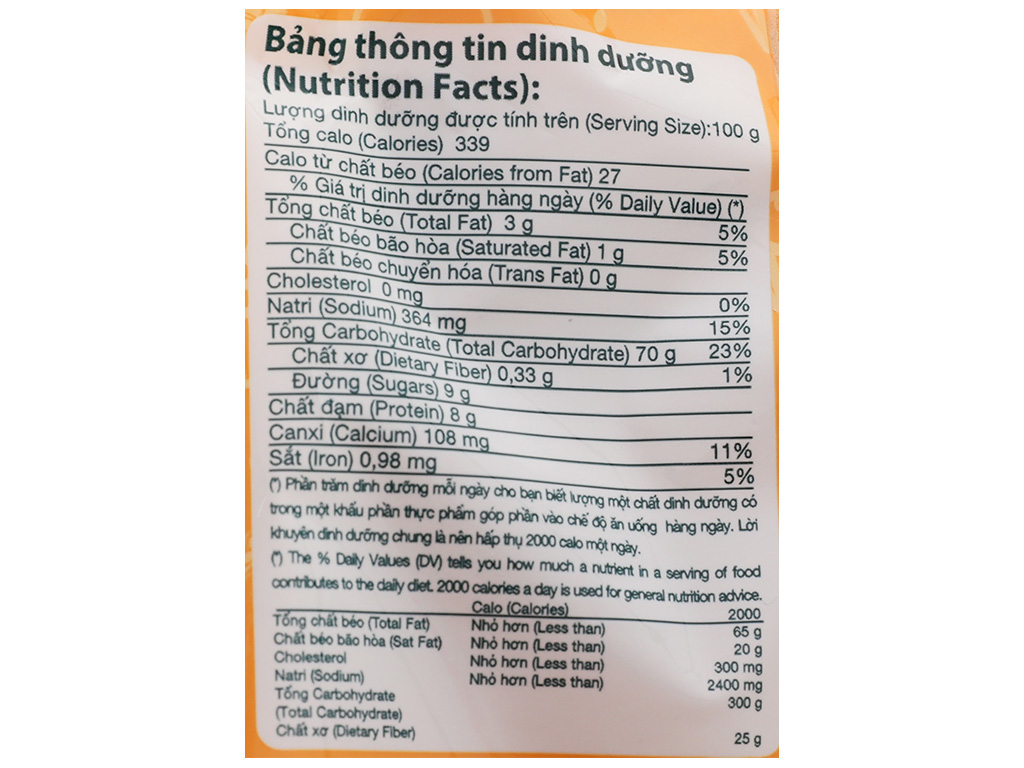 Bảng thông tin dinh dưỡng
(Nutrition Facts):
Lượng dinh dưỡng được tính trên (Serving Size):100 g
Tổng calo (Calories) 339
Calo từ chất béo (Calories from Fat) 27
% Giá trị dinh dưỡng hàng ngày (% Daily Value) (*)
Tổng chất béo (Total Fat) 3 g 5%
Chất béo bão hòa (Saturated Fat) 1 g 5%
Chất béo chuyển hóa (Trans Fat) 0 g
Cholesterol 0 mg 0%
Natri (Sodium) 364 mg 15%
Tổng Carbohydrate (Total Carbohydrate) 70 g 23%
Chất xơ (Dietary Fiber) 0,33 g 1%
Đường (Sugars) 9 g
Chất đạm (Protein) 8 g
Canxi (Calcium) 108 mg 11%
Sắt (Iron) 0,98 mg 5%
(*) Phần trăm dinh dưỡng mỗi ngày cho bạn biết lượng một chất dinh dưỡng có
trong một khẩu phần thực phẩm góp phần vào chế độ ăn uống hàng ngày. Lời
khuyên dinh dưỡng chung là nên hấp thụ 2000 calo một ngày.
(*) The % Daily Values (DV) tells you how much a nutrient in a serving of food
contributes to the daily diet. 2000 calories a day is used for general nutrition advice.
Calo (Calories) 2000
Tổng chất béo (Total Fat) Nhỏ hơn (Less than) 65 g
Chất béo bão hòa (Sat Fat) Nhỏ hơn (Less than) 20 g
Cholesterol Nhỏ hơn (Less than) 300 mg
Natri (Sodium) Nhỏ hơn (Less than) 2400 mg
Tổng Carbohydrate 300 g
(Total Carbohydrate)
Chất xơ (Dietary Fiber) 25 g